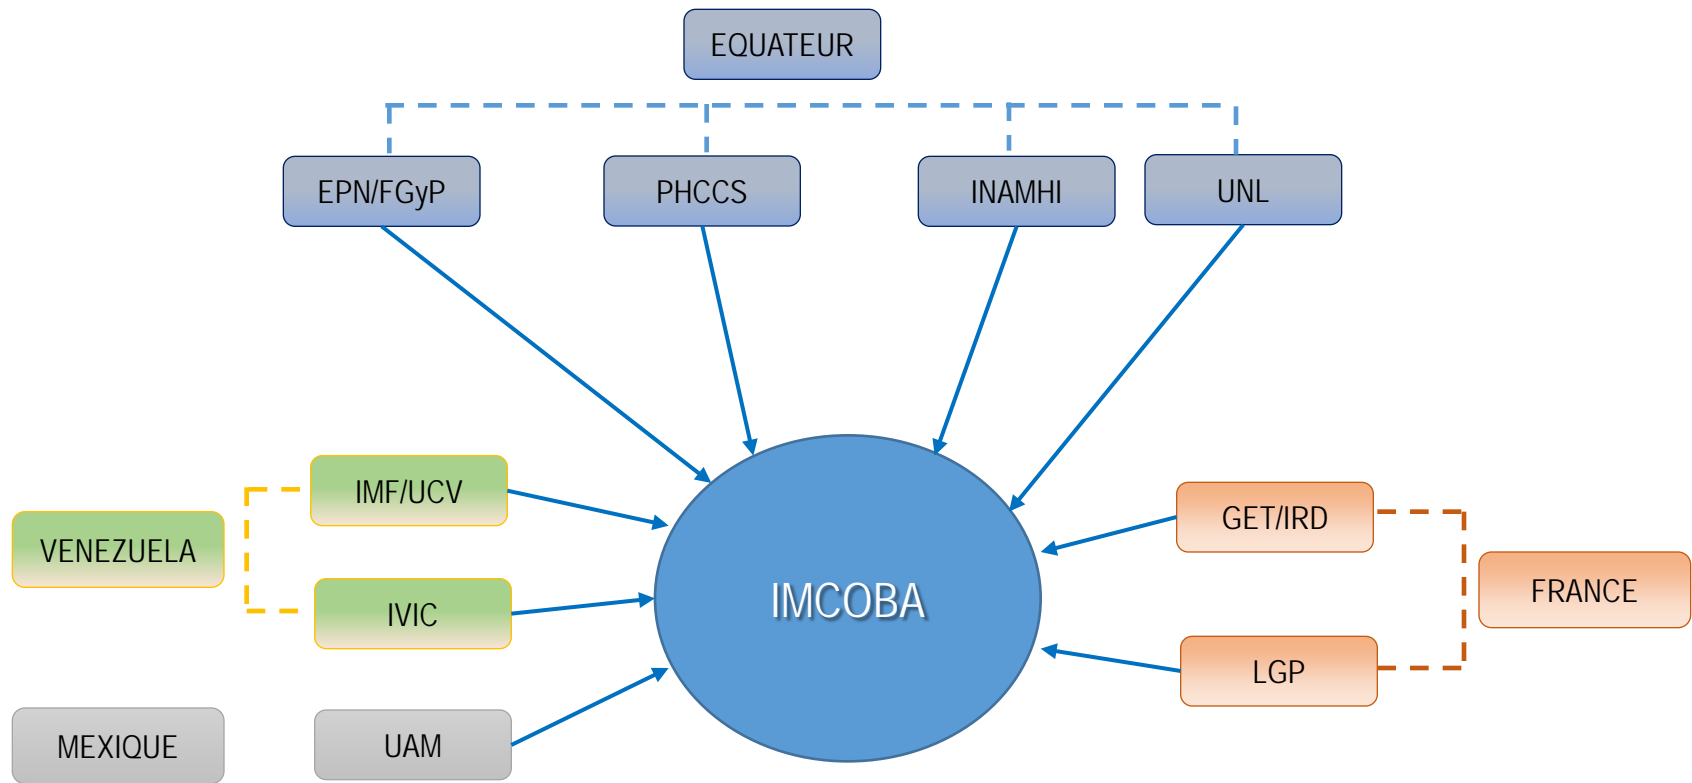 EQUATEUR
EPN/FGyP
PHCCS
INAMHI
UNL
IMF/UCV
GET/IRD
VENEZUELA
IMCOBA
FRANCE
IVIC
LGP
MEXIQUE
UAM